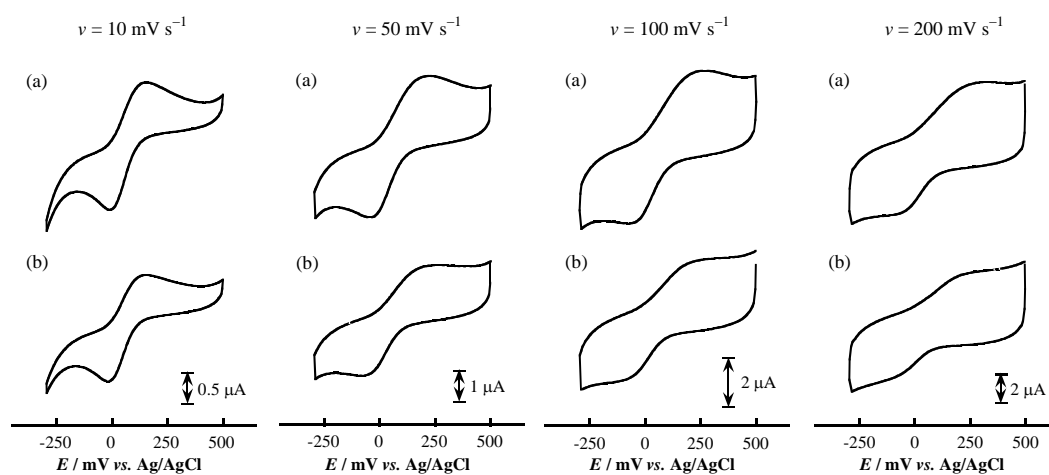 v = 10 mV s⁻¹ v = 50 mV s⁻¹ v = 100 mV s⁻¹ v = 200 mV s⁻¹
(a) (a) (a) (a)
(b) (b) (b) (b)
0.5 μA 1 μA 2 μA 2 μA
-250 0 250 500 -250 0 250 500 -250 0 250 500 -250 0 250 500
E / mV vs. Ag/AgCl E / mV vs. Ag/AgCl E / mV vs. Ag/AgCl E / mV vs. Ag/AgCl